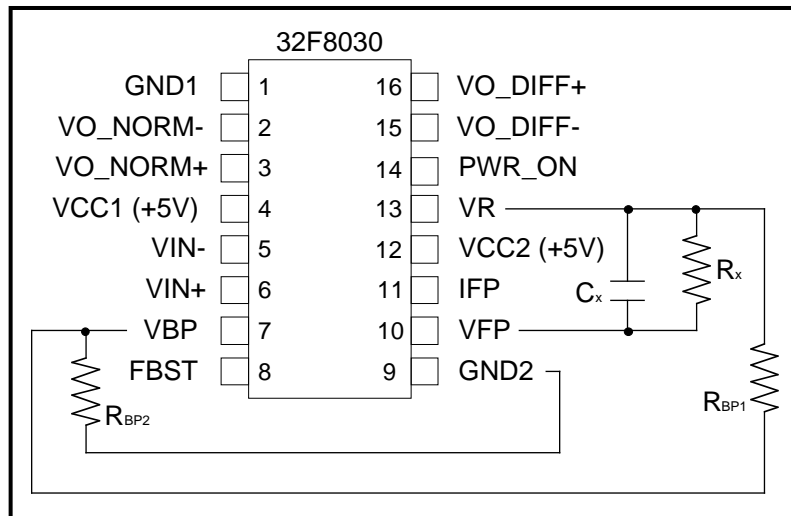 32F8030
GND1 1 16 VO_DIFF+
VO_NORM- 2 15 VO_DIFF-
VO_NORM+ 3 14 PWR_ON
VCC1 (+5V) 4 13 VR
VIN- 5 12 VCC2 (+5V)
VIN+ 6 11 IFP
VBP 7 10 VFP
FBST 8 9 GND2
Cx
Rx
RBP2
RBP1